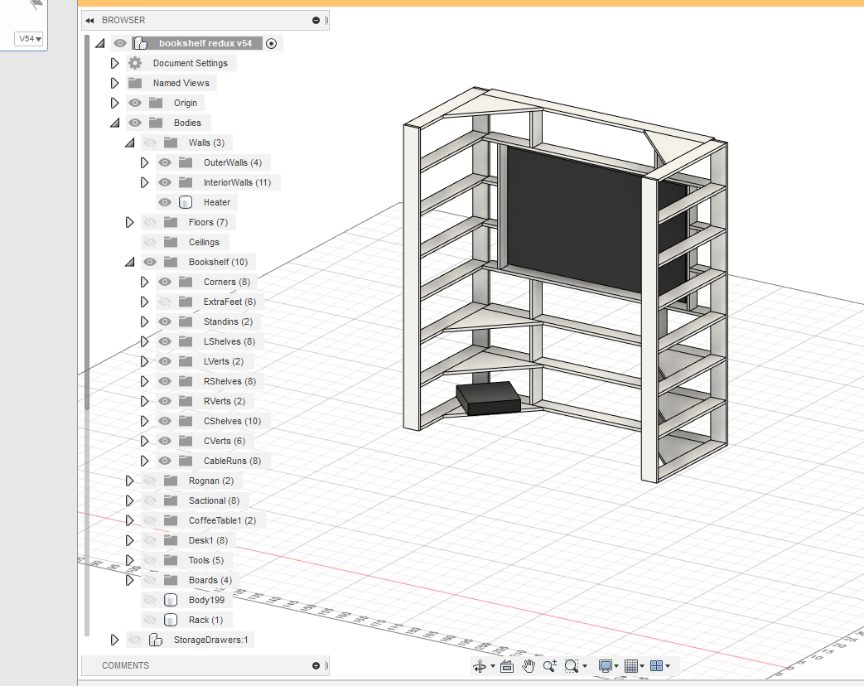 V54
BROWSER
bookshelf redux v54
Document Settings
Named Views
Origin
Bodies
Walls (3)
OuterWalls (4)
InteriorWalls (11)
Heater
Floors (7)
Ceilings
Bookshelf (10)
Corners (8)
ExtraFeet (6)
Standins (2)
LShelves (8)
LVerts (2)
RShelves (8)
RVerts (2)
CShelves (10)
CVerts (6)
CableRuns (8)
Rognan (2)
Sactional (8)
CoffeeTable1 (2)
Desk1 (8)
Tools (5)
Boards (4)
Body199
Rack (1)
StorageDrawers:1
COMMENTS